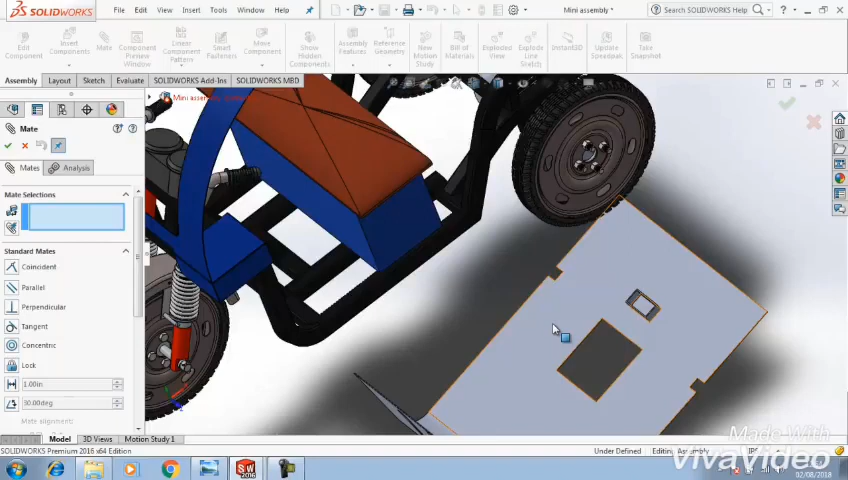 SOLIDWORKS
File Edit View Insert Tools Window Help
Mini assembly *
Search SOLIDWORKS Help
Edit Component
Insert Components
Mate
Component Preview Window
Linear Component Pattern
Smart Fasteners
Move Component
Show Hidden Components
Assembly Features
Reference Geometry
New Motion Study
Bill of Materials
Exploded View
Explode Line Sketch
Instant3D
Update Speedpak
Take Snapshot
Assembly Layout Sketch Evaluate SOLIDWORKS Add-Ins SOLIDWORKS MBD
Mate
Mates Analysis
Mate Selections
Standard Mates
Coincident
Parallel
Perpendicular
Tangent
Concentric
Lock
1.00in
30.00deg
Mate alignment:
Model 3D Views Motion Study 1
SOLIDWORKS Premium 2016 x64 Edition
Under Defined Editing Assembly IPS
Made With
VivaVideo
SW
2016
02/08/2018